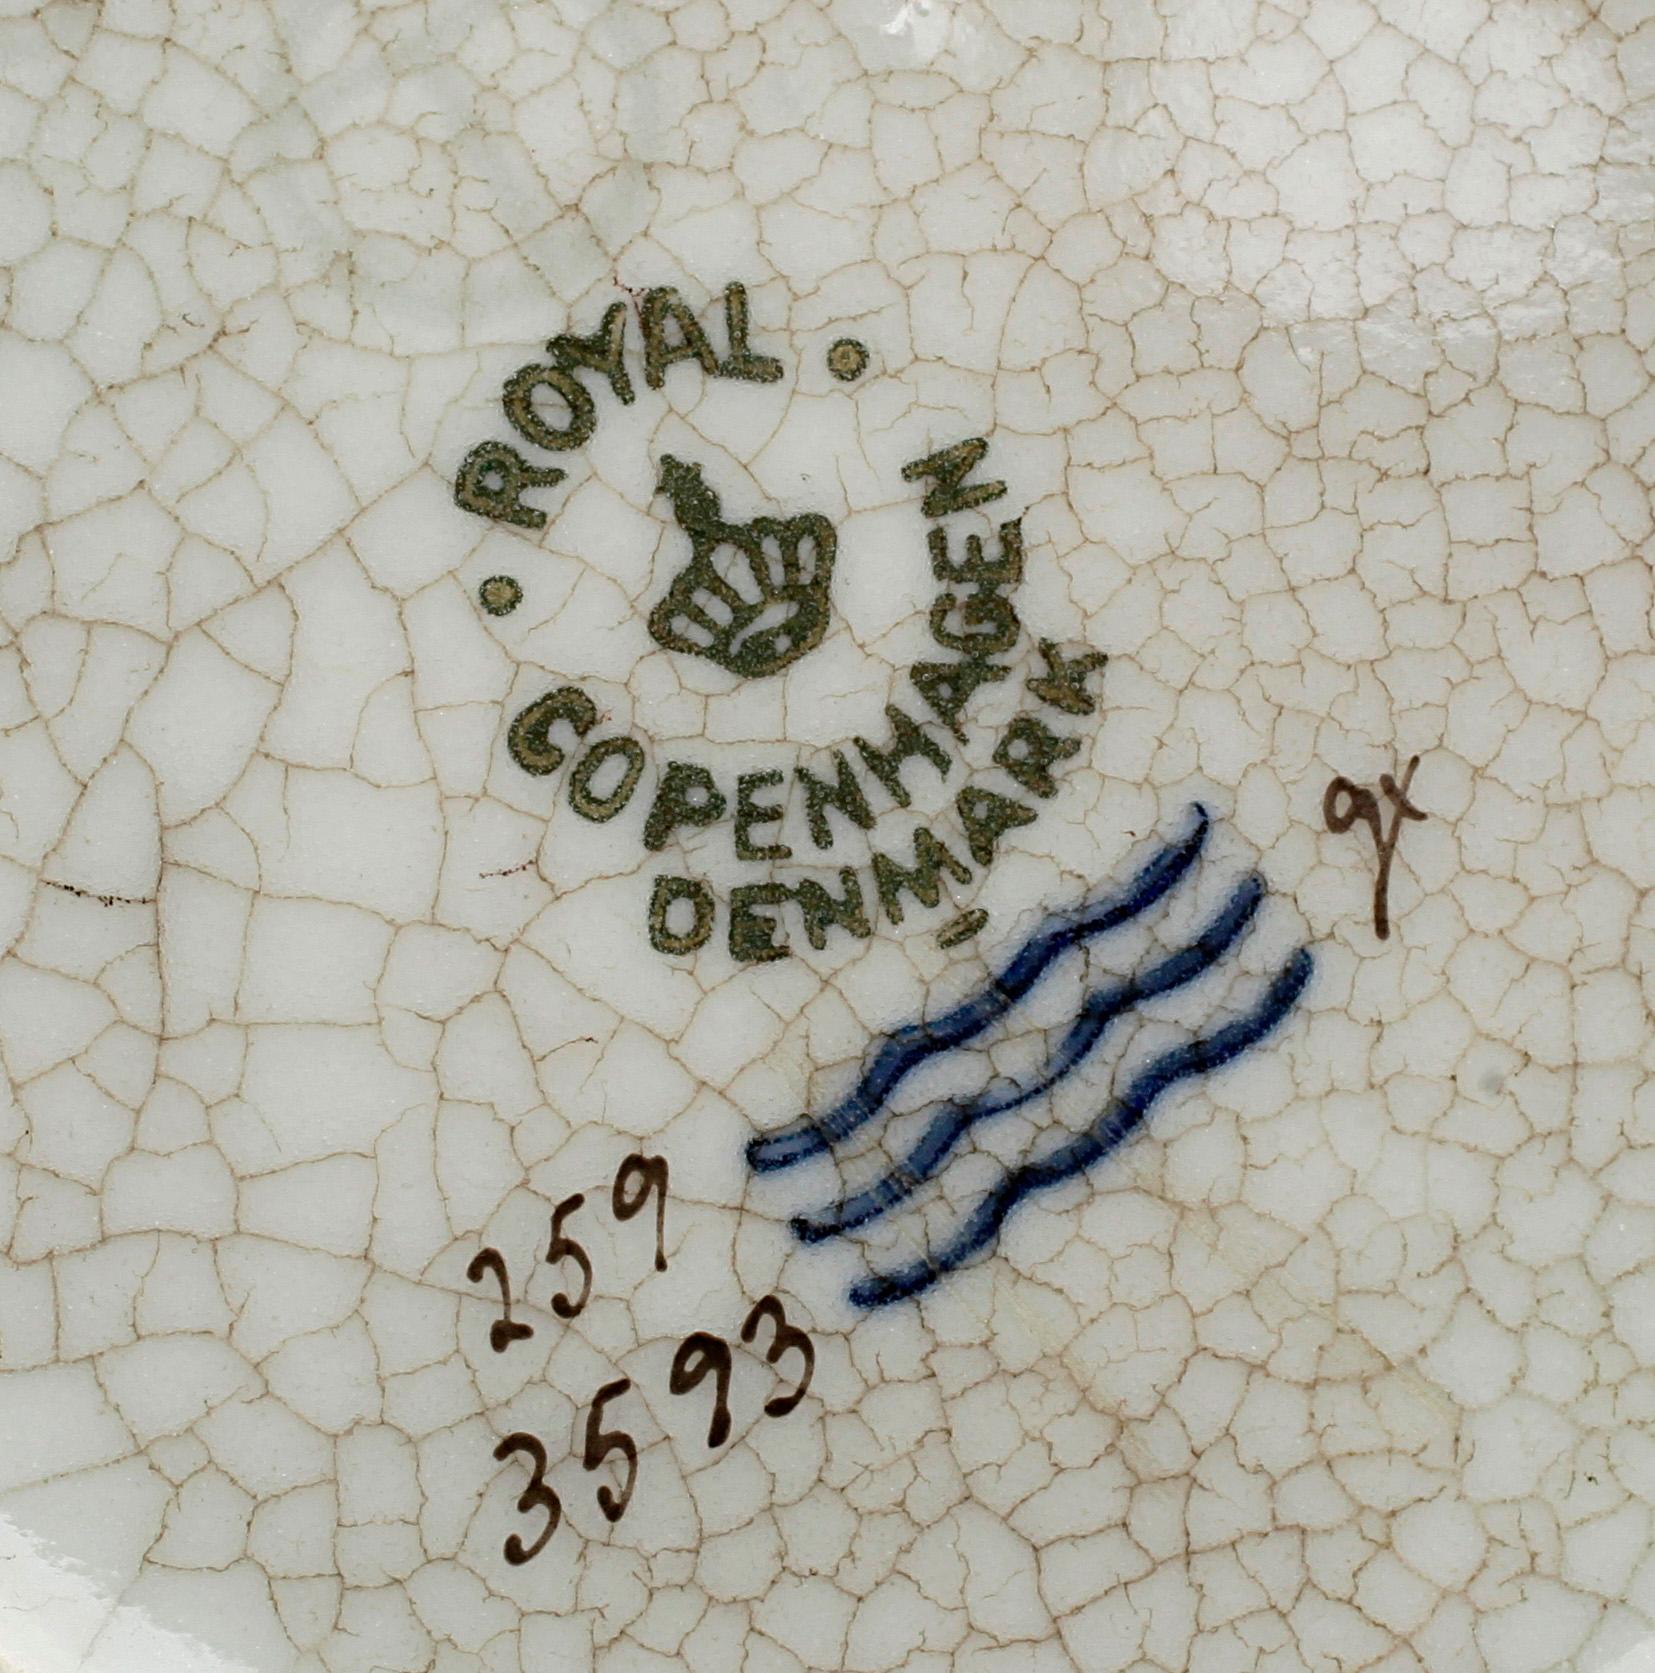 ROYAL
COPENHAGEN
DENMARK
259
3593